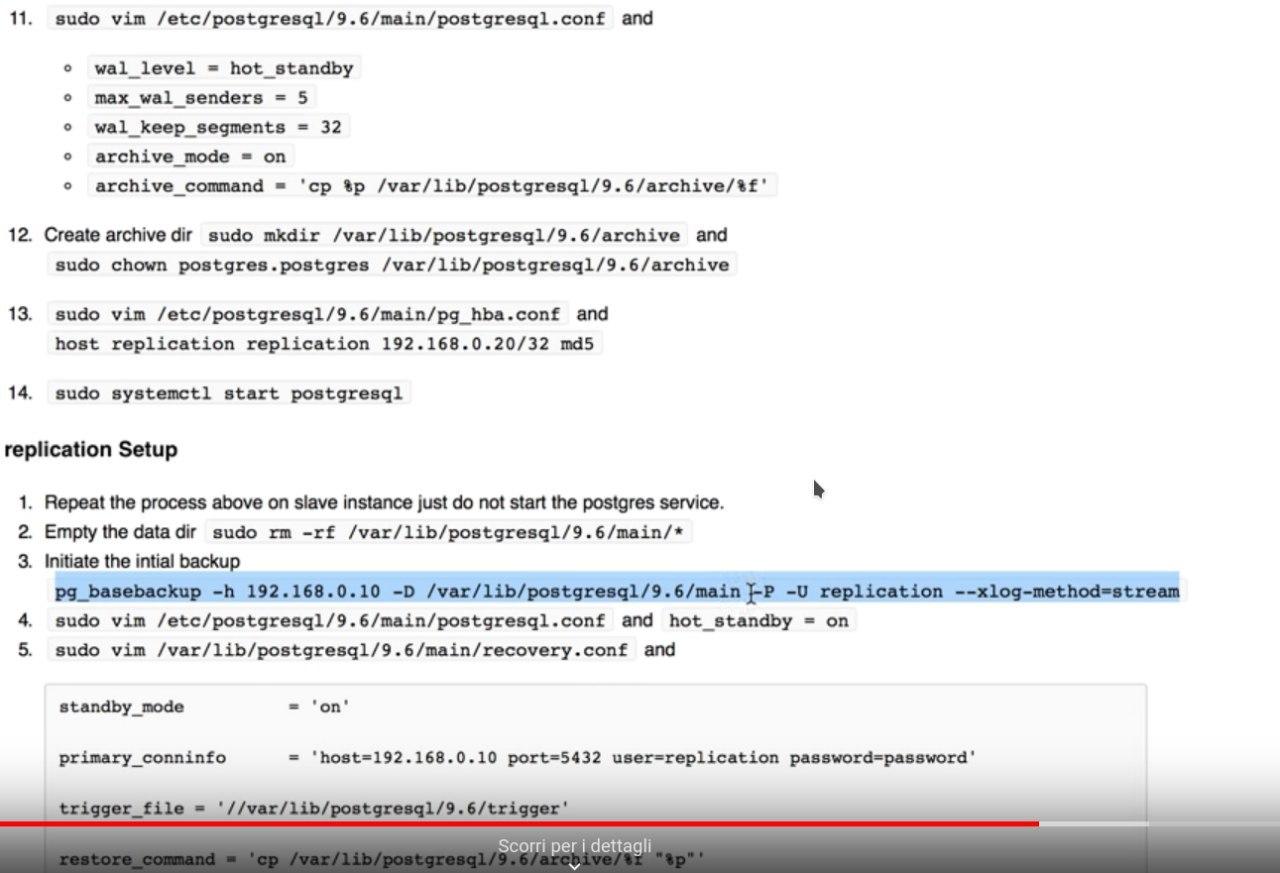 11. sudo vim /etc/postgresql/9.6/main/postgresql.conf and
wal_level = hot_standby
max_wal_senders = 5
wal_keep_segments = 32
archive_mode = on
archive_command = 'cp %p /var/lib/postgresql/9.6/archive/%f'
12. Create archive dir sudo mkdir /var/lib/postgresql/9.6/archive and
sudo chown postgres.postgres /var/lib/postgresql/9.6/archive
13. sudo vim /etc/postgresql/9.6/main/pg_hba.conf and
host replication replication 192.168.0.20/32 md5
14. sudo systemctl start postgresql
replication Setup
1. Repeat the process above on slave instance just do not start the postgres service.
2. Empty the data dir sudo rm -rf /var/lib/postgresql/9.6/main/*
3. Initiate the intial backup
pg_basebackup -h 192.168.0.10 -D /var/lib/postgresql/9.6/main -P -U replication --xlog-method=stream
4. sudo vim /etc/postgresql/9.6/main/postgresql.conf and hot_standby = on
5. sudo vim /var/lib/postgresql/9.6/main/recovery.conf and
standby_mode = 'on'
primary_conninfo = 'host=192.168.0.10 port=5432 user=replication password=password'
trigger_file = '//var/lib/postgresql/9.6/trigger'
Scorri per i dettagli
restore_command = 'cp /var/lib/postgresql/9.6/archive/%f "%p"'